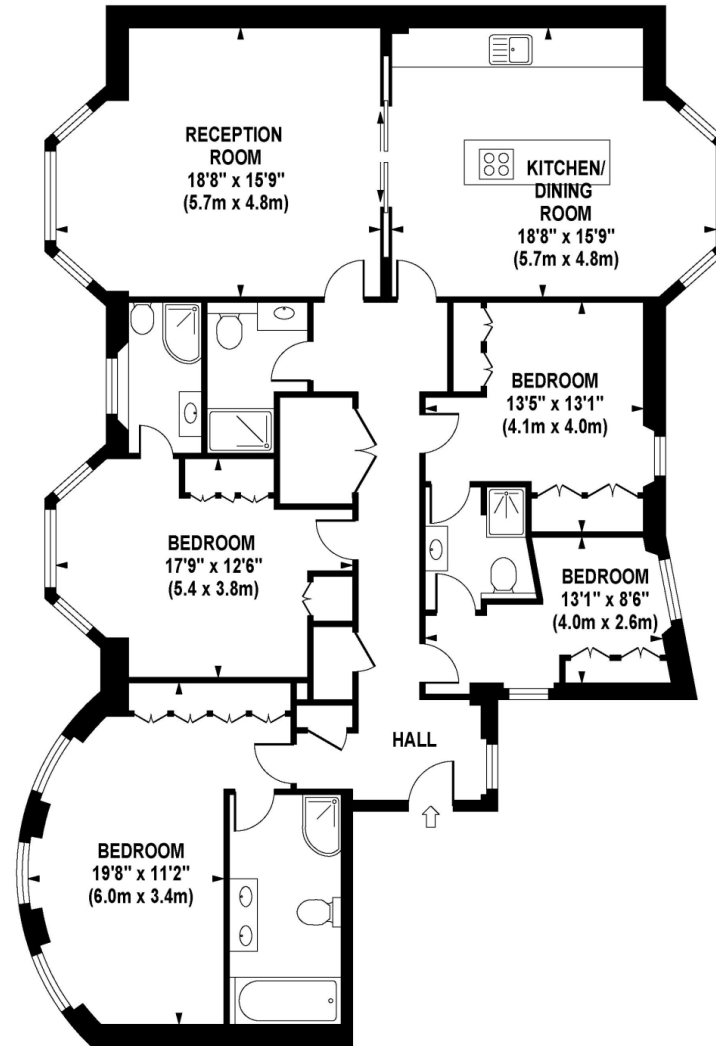 RECEPTION
ROOM
18'8" x 15'9"
(5.7m x 4.8m)
KITCHEN/
DINING
ROOM
18'8" x 15'9"
(5.7m x 4.8m)
BEDROOM
13'5" x 13'1"
(4.1m x 4.0m)
BEDROOM
17'9" x 12'6"
(5.4 x 3.8m)
BEDROOM
13'1" x 8'6"
(4.0m x 2.6m)
HALL
BEDROOM
19'8" x 11'2"
(6.0m x 3.4m)